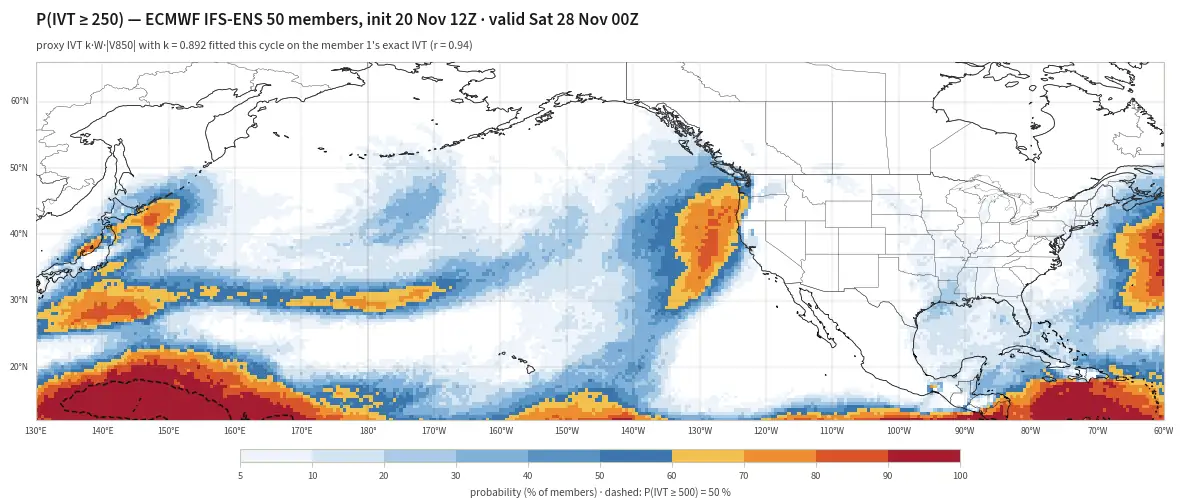 P(IVT ≥ 250) — ECMWF IFS-ENS 50 members, init 20 Nov 12Z · valid Sat 28 Nov 00Z
proxy IVT k·W·|V850| with k = 0.892 fitted this cycle on the member 1's exact IVT (r = 0.94)
60°N
50°N
40°N
30°N
20°N
130°E 140°E 150°E 160°E 170°E 180° 170°W 160°W 150°W 140°W 130°W 120°W 110°W 100°W 90°W 80°W 70°W 60°W
5 10 20 30 40 50 60 70 80 90 100
probability (% of members) · dashed: P(IVT ≥ 500) = 50 %